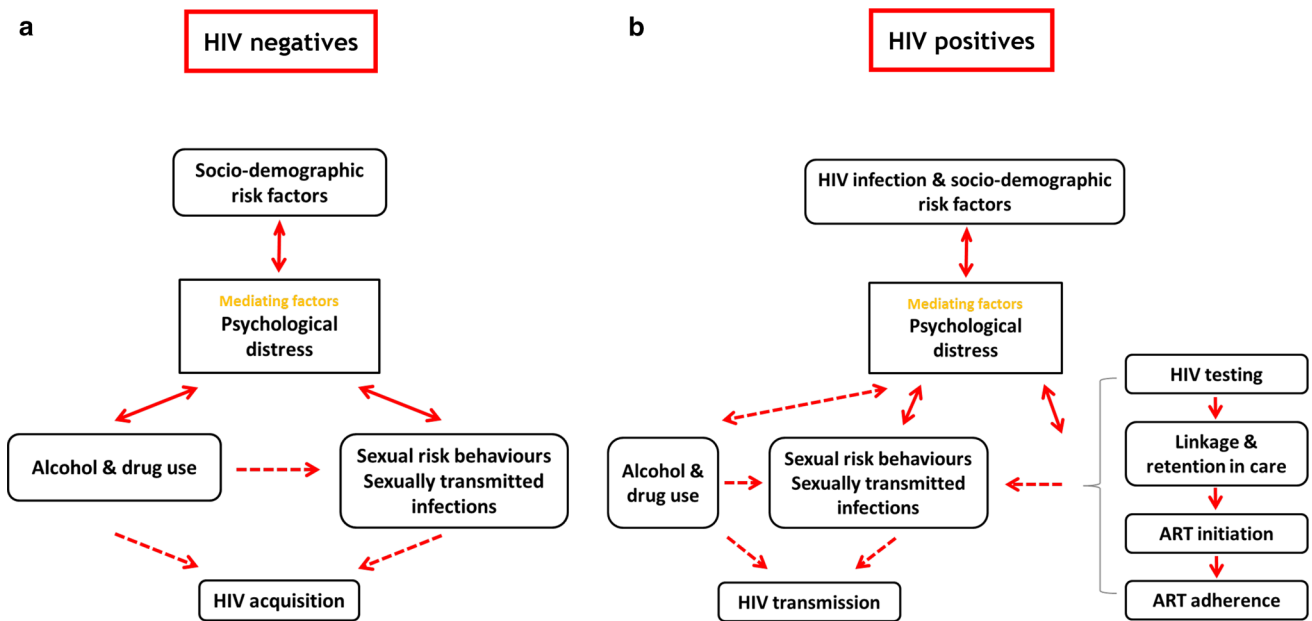 a
HIV negatives
Socio-demographic
risk factors
Mediating factors
Psychological
distress
Alcohol & drug use
Sexual risk behaviours
Sexually transmitted
infections
HIV acquisition
b
HIV positives
HIV infection & socio-demographic
risk factors
Mediating factors
Psychological
distress
Alcohol &
drug use
Sexual risk behaviours
Sexually transmitted
infections
HIV transmission
HIV testing
Linkage &
retention in care
ART initiation
ART adherence